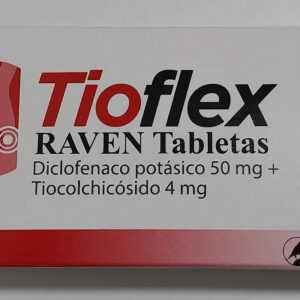 Tioflex
RAVEN Tabletas
Diclofenaco potásico 50 mg +
Tiocolchicósido 4 mg